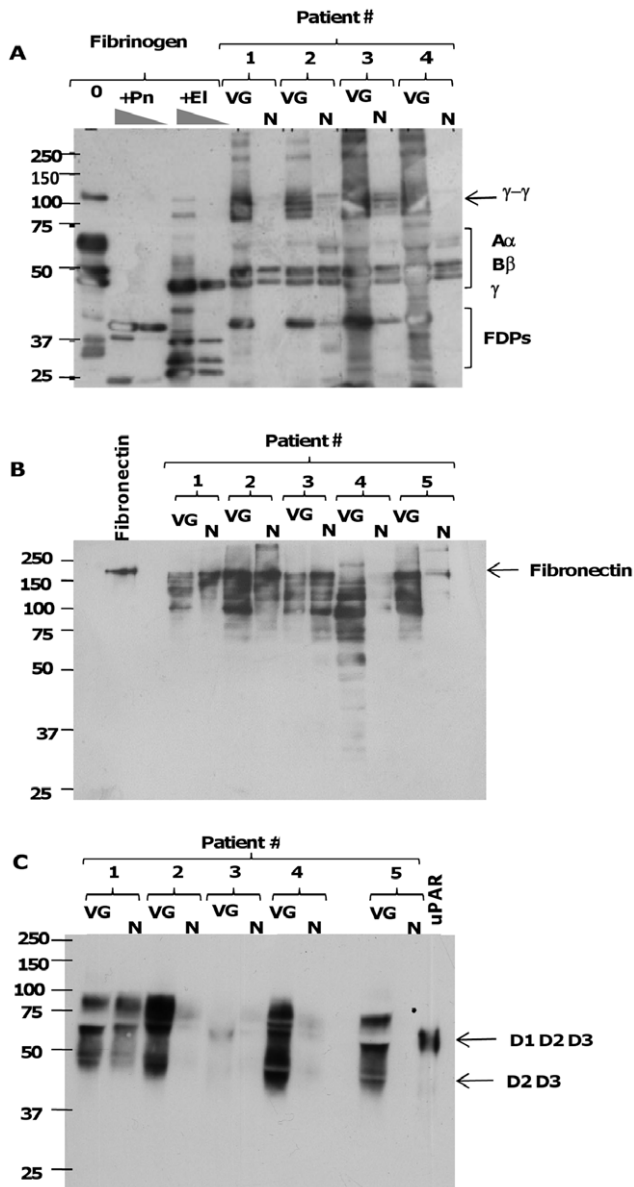 Patient #
Fibrinogen
A
1 2 3 4
0 +Pn +El VG VG VG VG
N N N N
250
150
100
75
50
37
25
γ–γ
Aα
Bβ
γ
FDPs
Patient #
B
Fibronectin
1 2 3 4 5
VG VG VG VG VG
N N N N N
250
150
100
75
50
37
25
Fibronectin
Patient #
C
1 2 3 4 5
uPAR
VG VG VG VG VG
N N N N N
250
150
100
75
50
37
25
D1 D2 D3
D2 D3